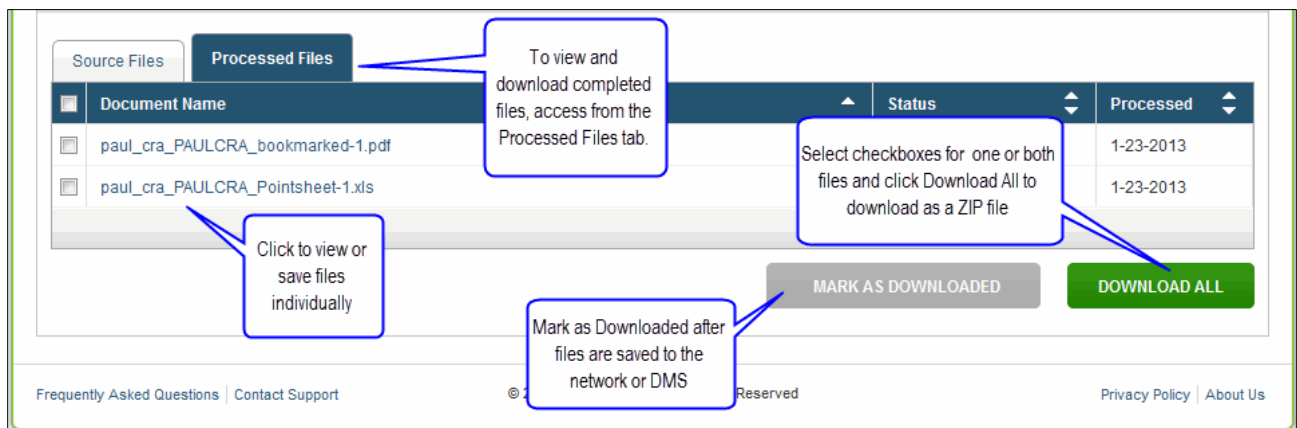 Source Files
Processed Files
To view and
download completed
files, access from the
Processed Files tab.
Document Name
Status
Processed
paul_cra_PAULCRA_bookmarked-1.pdf
1-23-2013
paul_cra_PAULCRA_Pointsheet-1.xls
1-23-2013
Select checkboxes for one or both
files and click Download All to
download as a ZIP file
Click to view or
save files
individually
MARK AS DOWNLOADED
DOWNLOAD ALL
Mark as Downloaded after
files are saved to the
network or DMS
Frequently Asked Questions | Contact Support
© 2
Reserved
Privacy Policy | About Us